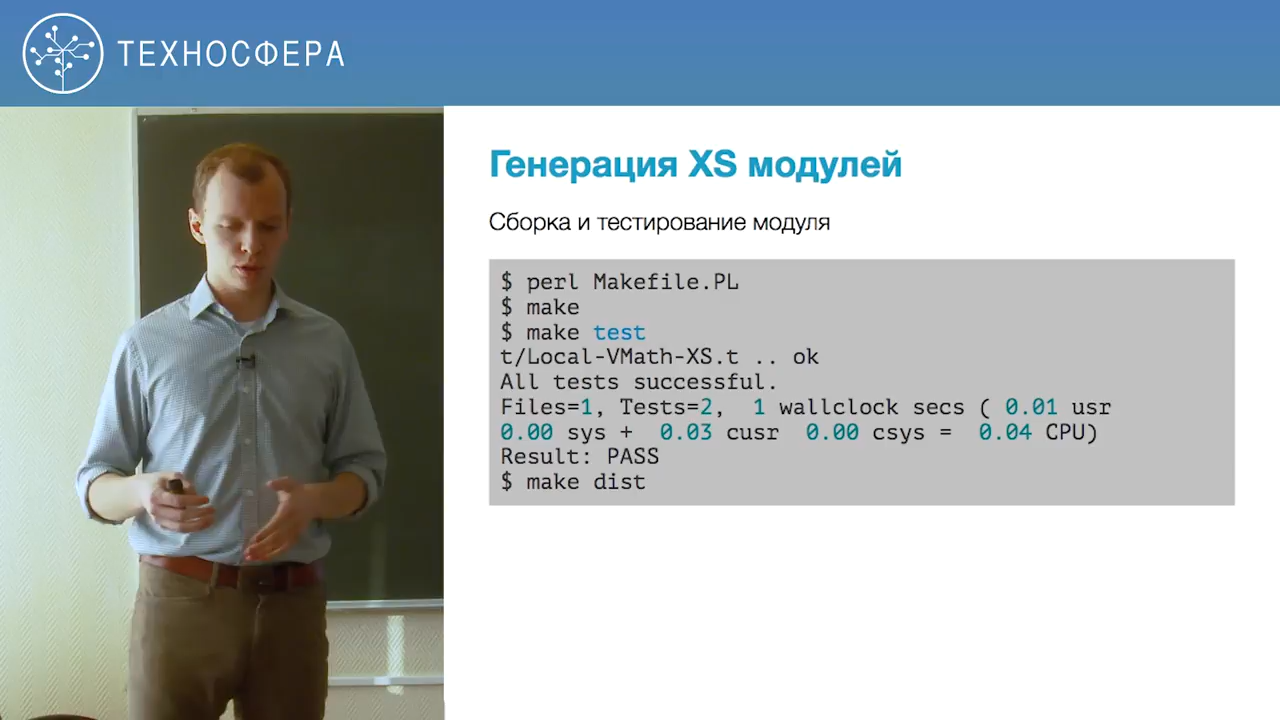 ТЕХНОСФЕРА
Генерация XS модулей
Сборка и тестирование модуля
$ perl Makefile.PL
$ make
$ make test
t/Local-VMath-XS.t .. ok
All tests successful.
Files=1, Tests=2,  1 wallclock secs ( 0.01 usr
0.00 sys +  0.03 cusr  0.00 csys =  0.04 CPU)
Result: PASS
$ make dist